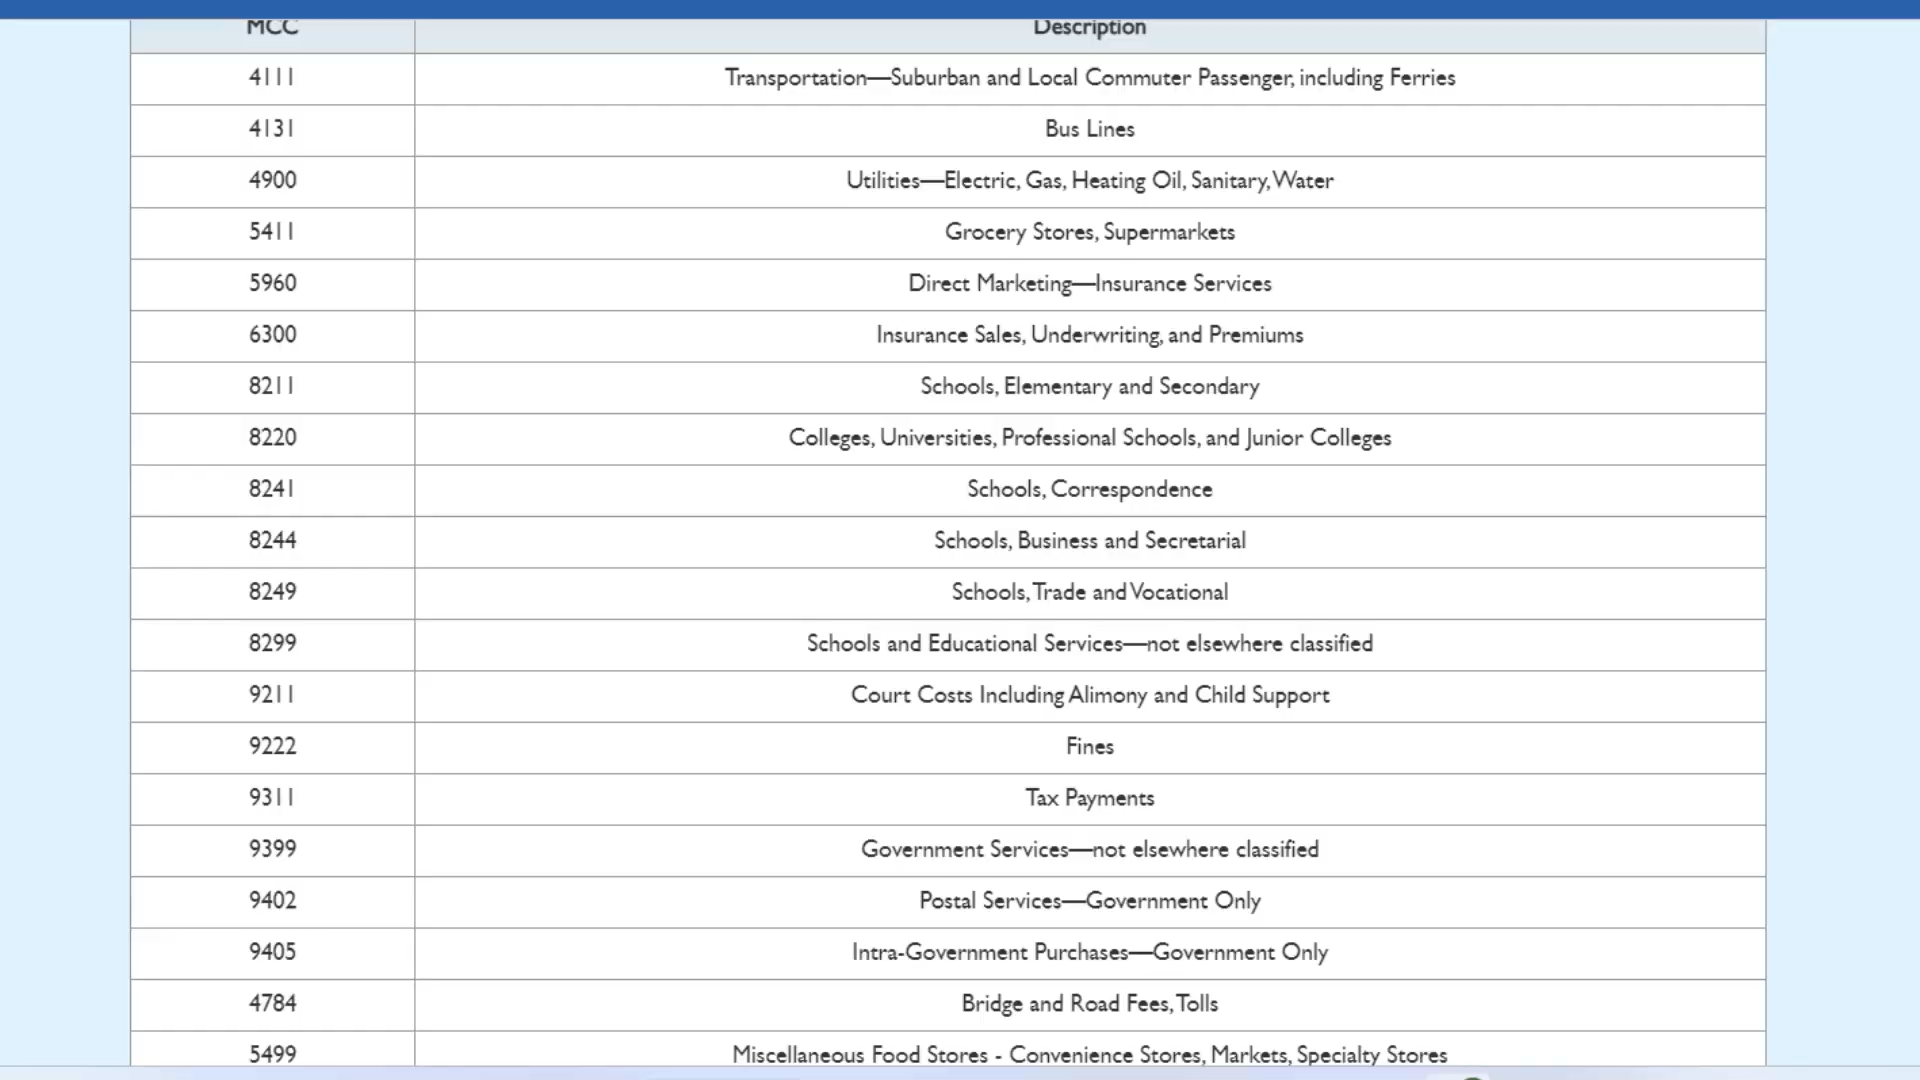 MCC Description
4111 Transportation—Suburban and Local Commuter Passenger, including Ferries
4131 Bus Lines
4900 Utilities—Electric, Gas, Heating Oil, Sanitary, Water
5411 Grocery Stores, Supermarkets
5960 Direct Marketing—Insurance Services
6300 Insurance Sales, Underwriting, and Premiums
8211 Schools, Elementary and Secondary
8220 Colleges, Universities, Professional Schools, and Junior Colleges
8241 Schools, Correspondence
8244 Schools, Business and Secretarial
8249 Schools, Trade and Vocational
8299 Schools and Educational Services—not elsewhere classified
9211 Court Costs Including Alimony and Child Support
9222 Fines
9311 Tax Payments
9399 Government Services—not elsewhere classified
9402 Postal Services—Government Only
9405 Intra-Government Purchases—Government Only
4784 Bridge and Road Fees, Tolls
5499 Miscellaneous Food Stores - Convenience Stores, Markets, Specialty Stores